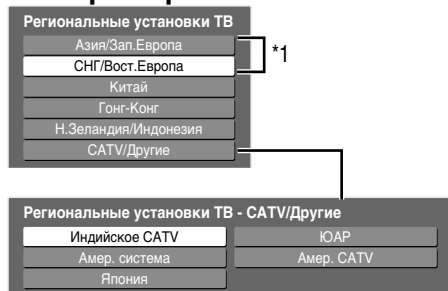 Региональные установки ТВ
Азия/Зап.Европа
*1
СНГ/Вост.Европа
Китай
Гонг-Конг
Н.Зеландия/Индонезия
CATV/Другие
Региональные установки ТВ - CATV/Другие
Индийское CATV
ЮАР
Амер. система
Амер. CATV
Япония